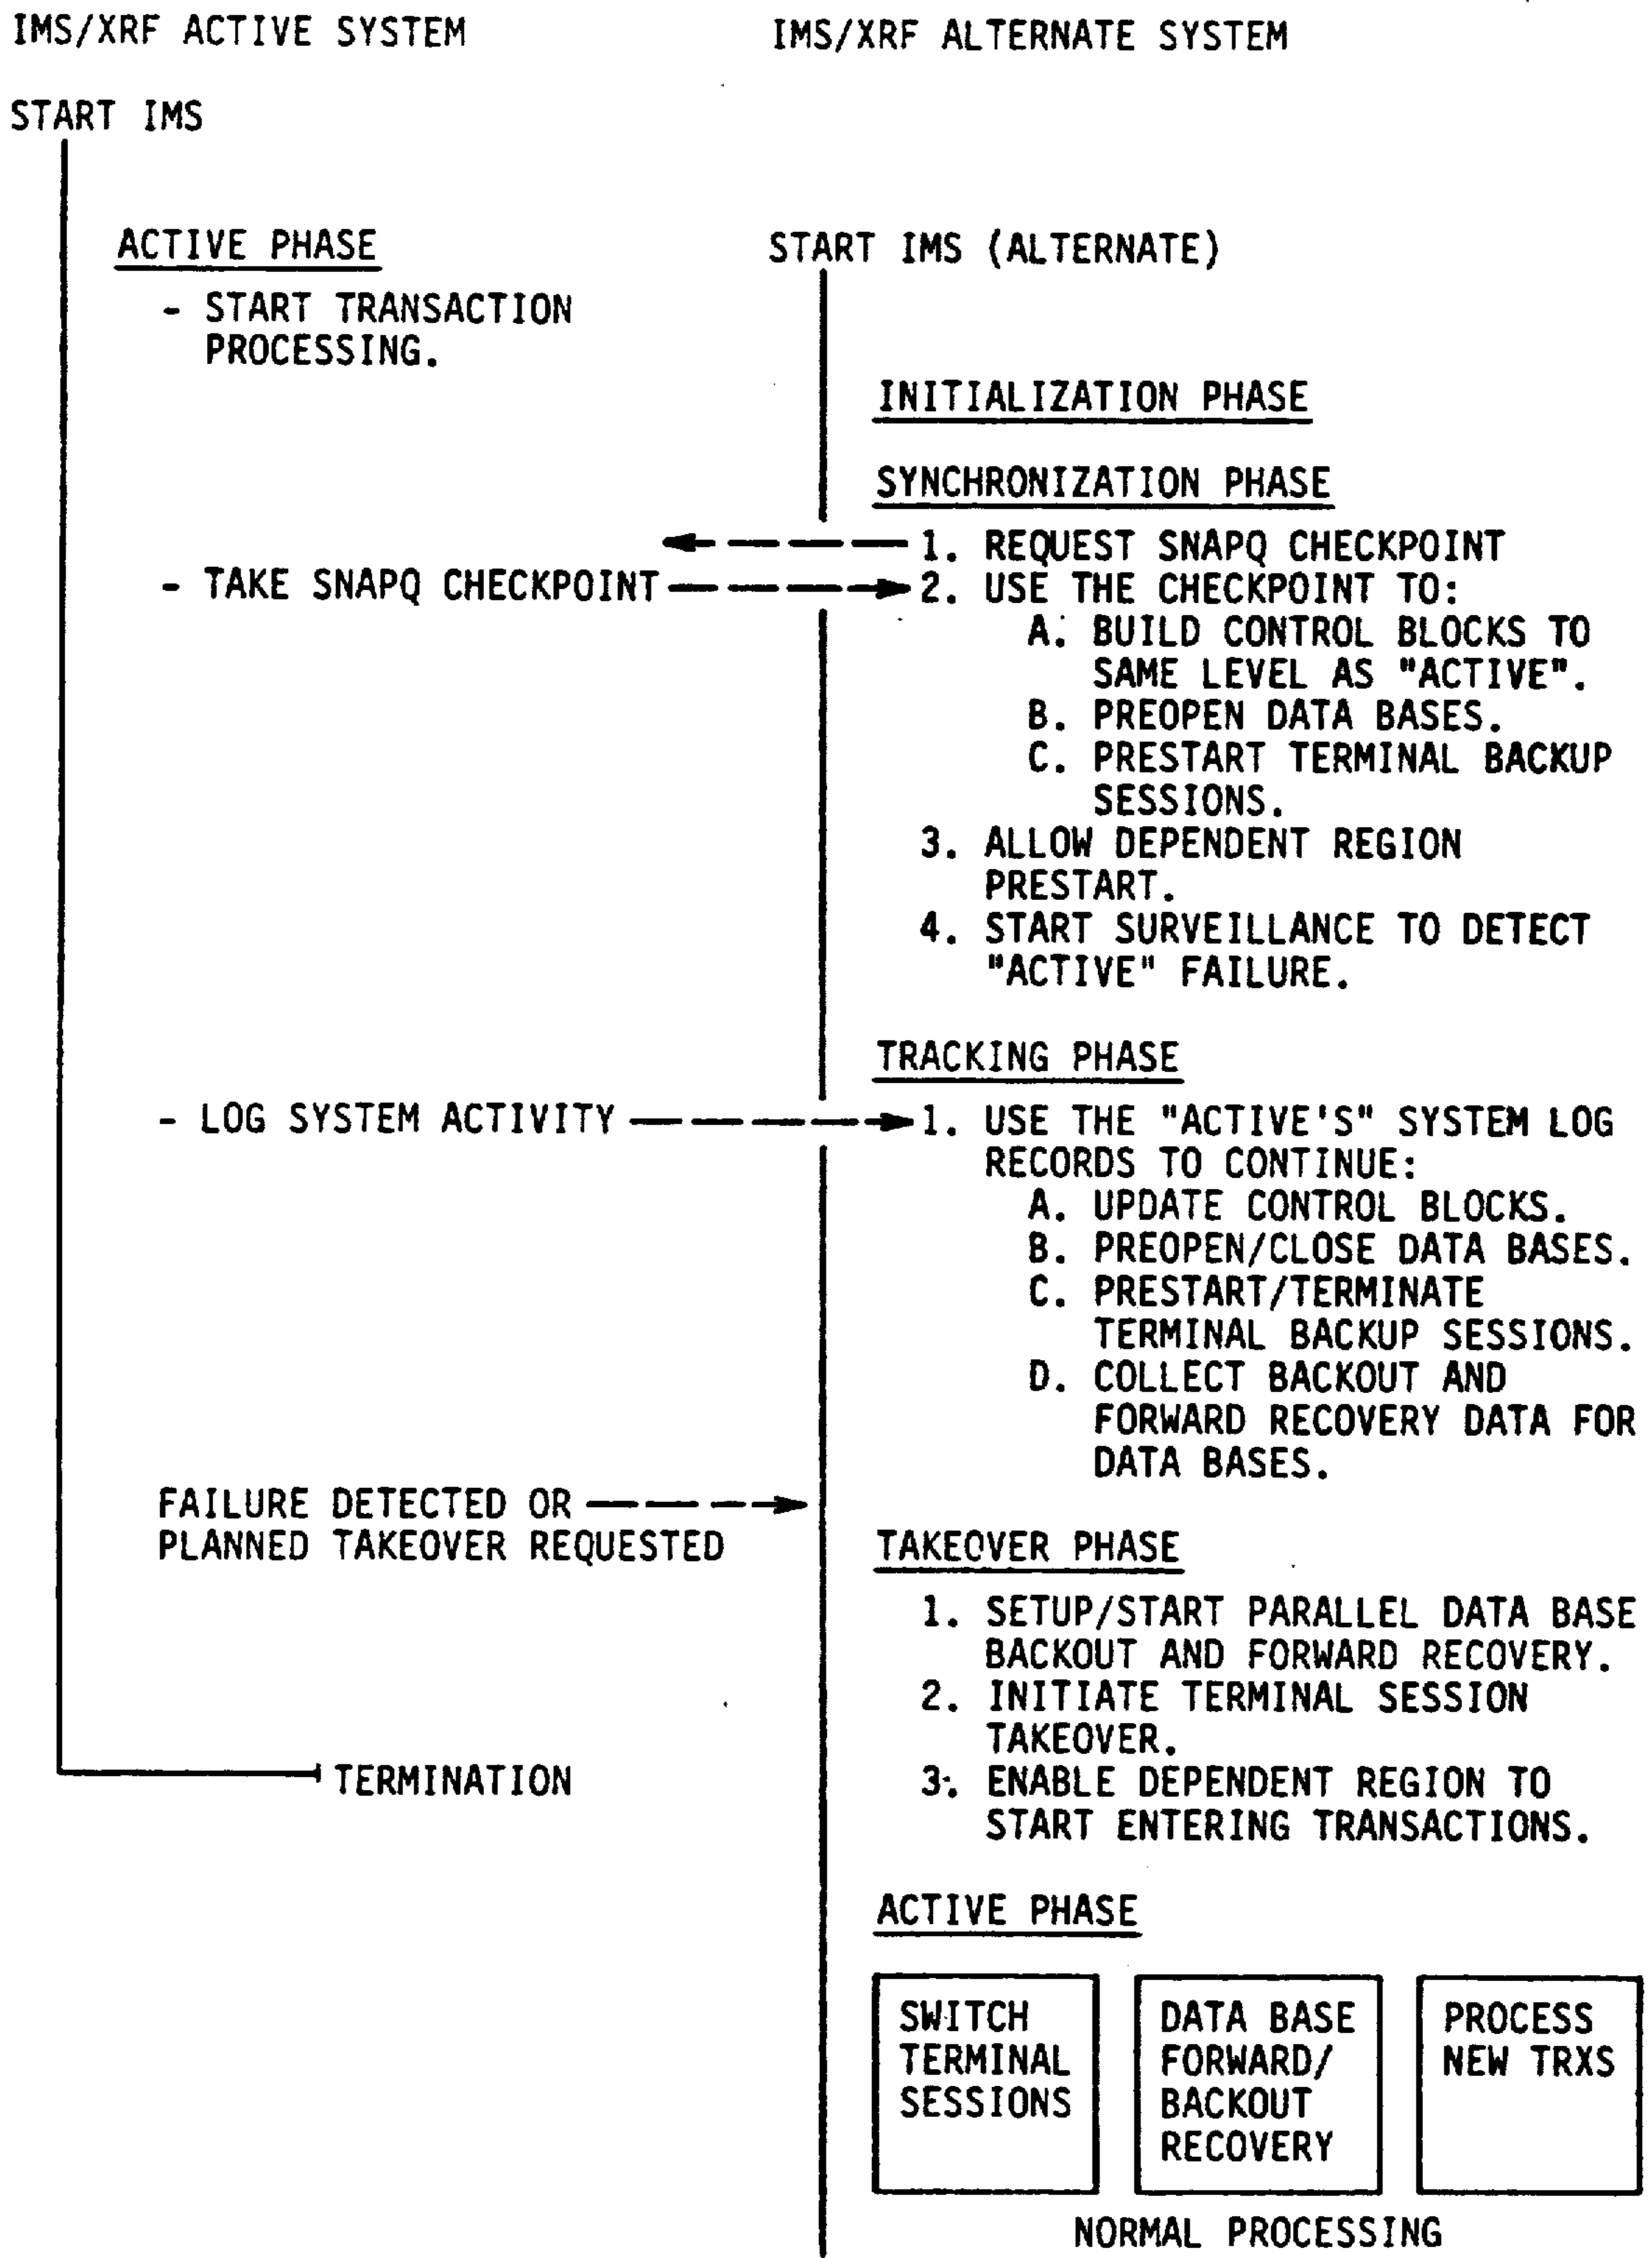 IMS/XRF ACTIVE SYSTEM
IMS/XRF ALTERNATE SYSTEM
START IMS
ACTIVE PHASE
START IMS (ALTERNATE)
- START TRANSACTION
PROCESSING.
INITIALIZATION PHASE
SYNCHRONIZATION PHASE
1. REQUEST SNAPQ CHECKPOINT
- TAKE SNAPQ CHECKPOINT
2. USE THE CHECKPOINT TO:
A. BUILD CONTROL BLOCKS TO
SAME LEVEL AS "ACTIVE".
B. PREOPEN DATA BASES.
C. PRESTART TERMINAL BACKUP
SESSIONS.
3. ALLOW DEPENDENT REGION
PRESTART.
4. START SURVEILLANCE TO DETECT
"ACTIVE" FAILURE.
TRACKING PHASE
- LOG SYSTEM ACTIVITY
1. USE THE "ACTIVE'S" SYSTEM LOG
RECORDS TO CONTINUE:
A. UPDATE CONTROL BLOCKS.
B. PREOPEN/CLOSE DATA BASES.
C. PRESTART/TERMINATE
TERMINAL BACKUP SESSIONS.
D. COLLECT BACKOUT AND
FORWARD RECOVERY DATA FOR
DATA BASES.
FAILURE DETECTED OR
PLANNED TAKEOVER REQUESTED
TAKEOVER PHASE
1. SETUP/START PARALLEL DATA BASE
BACKOUT AND FORWARD RECOVERY.
2. INITIATE TERMINAL SESSION
TAKEOVER.
TERMINATION
3. ENABLE DEPENDENT REGION TO
START ENTERING TRANSACTIONS.
ACTIVE PHASE
SWITCH
TERMINAL
SESSIONS
DATA BASE
FORWARD/
BACKOUT
RECOVERY
PROCESS
NEW TRXS
NORMAL PROCESSING